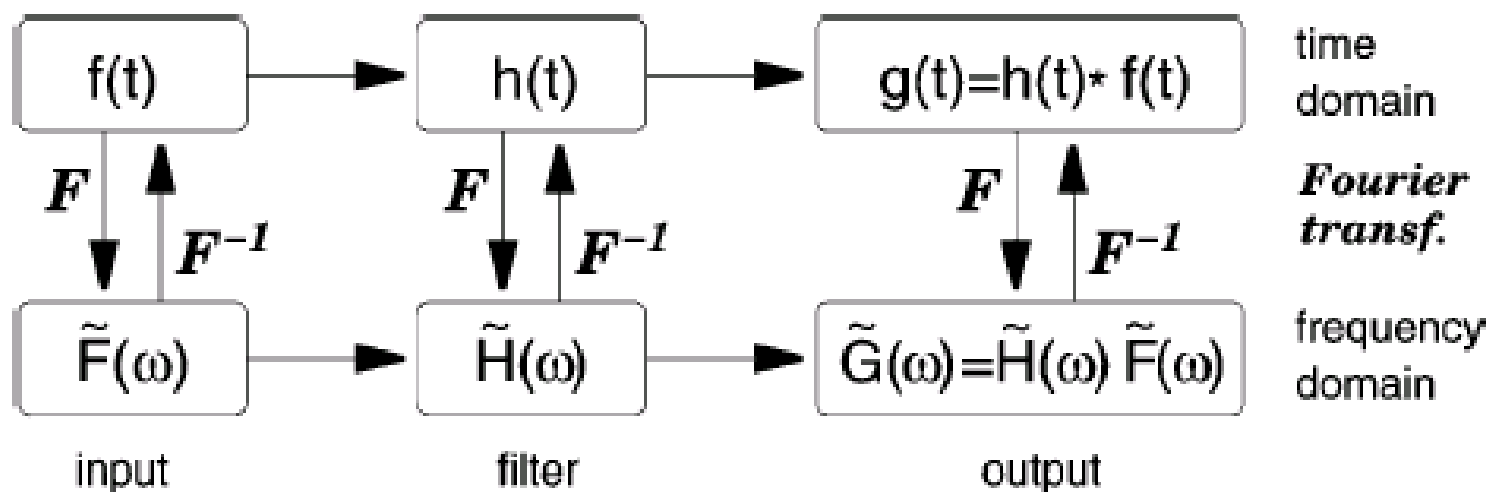 f(t)
h(t)
g(t)=h(t)* f(t)
time
domain
F
F⁻¹
F
F⁻¹
F
F⁻¹
Fourier
transf.
F̃(ω)
H̃(ω)
G̃(ω)=H̃(ω) F̃(ω)
frequency
domain
input
filter
output